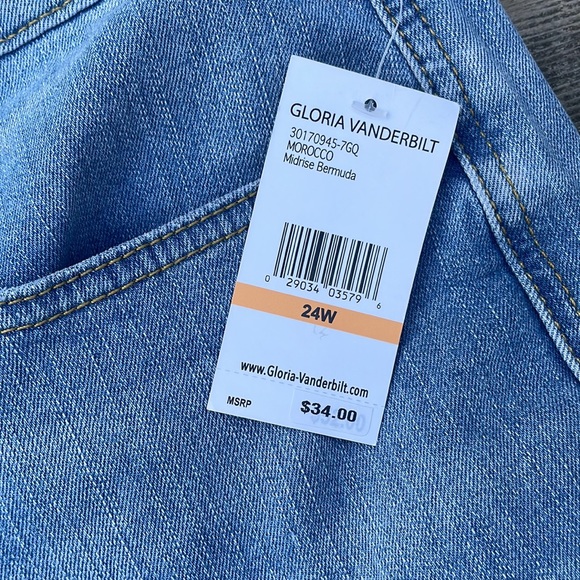 GLORIA VANDERBILT
30170945-7GQ
MOROCCO
Midrise Bermuda
0 29034 03579 6
24W
www.Gloria-Vanderbilt.com
MSRP $34.00